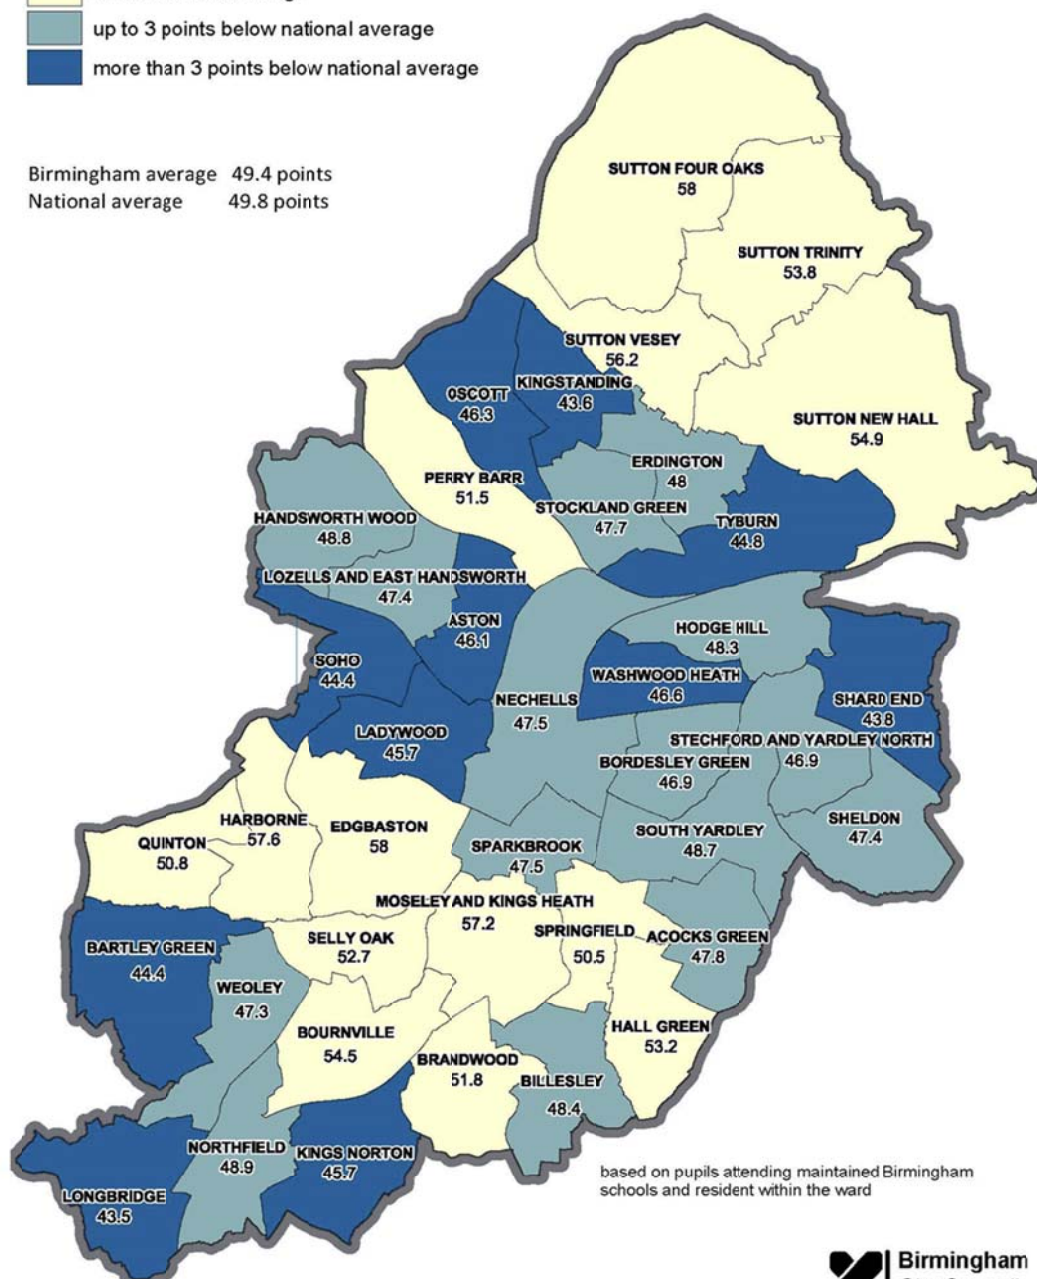 up to 3 points below national average
more than 3 points below national average
Birmingham average 49.4 points
National average 49.8 points
SUTTON FOUR OAKS
58
SUTTON TRINITY
53.8
SUTTON VESEY
56.2
KINGSTANDING
43.6
OSCOTT
46.3
SUTTON NEW HALL
54.9
ERDINGTON
48
PERRY BARR
51.5
STOCKLAND GREEN
47.7
HANDSWORTH WOOD
48.8
TYBURN
44.8
LOZELLS AND EAST HANDSWORTH
47.4
ASTON
46.1
HODGE HILL
48.3
SOHO
44.4
WASHWOOD HEATH
46.6
NECHELLS
47.5
SHARD END
43.8
LADYWOOD
45.7
STECHFORD AND YARDLEY NORTH
46.9
BORDESLEY GREEN
46.9
HARBORNE
57.6
EDGBASTON
58
QUINTON
50.8
SPARKBROOK
47.5
SOUTH YARDLEY
48.7
SHELDON
47.4
MOSELEY AND KINGS HEATH
57.2
SPRINGFIELD
50.5
ACOCKS GREEN
47.8
BARTLEY GREEN
44.4
SELLY OAK
52.7
WEOLEY
47.3
BOURNVILLE
54.5
HALL GREEN
53.2
BRANDWOOD
51.8
BILLESLEY
48.4
NORTHFIELD
48.9
KINGS NORTON
45.7
LONGBRIDGE
43.5
based on pupils attending maintained Birmingham
schools and resident within the ward
Birmingham